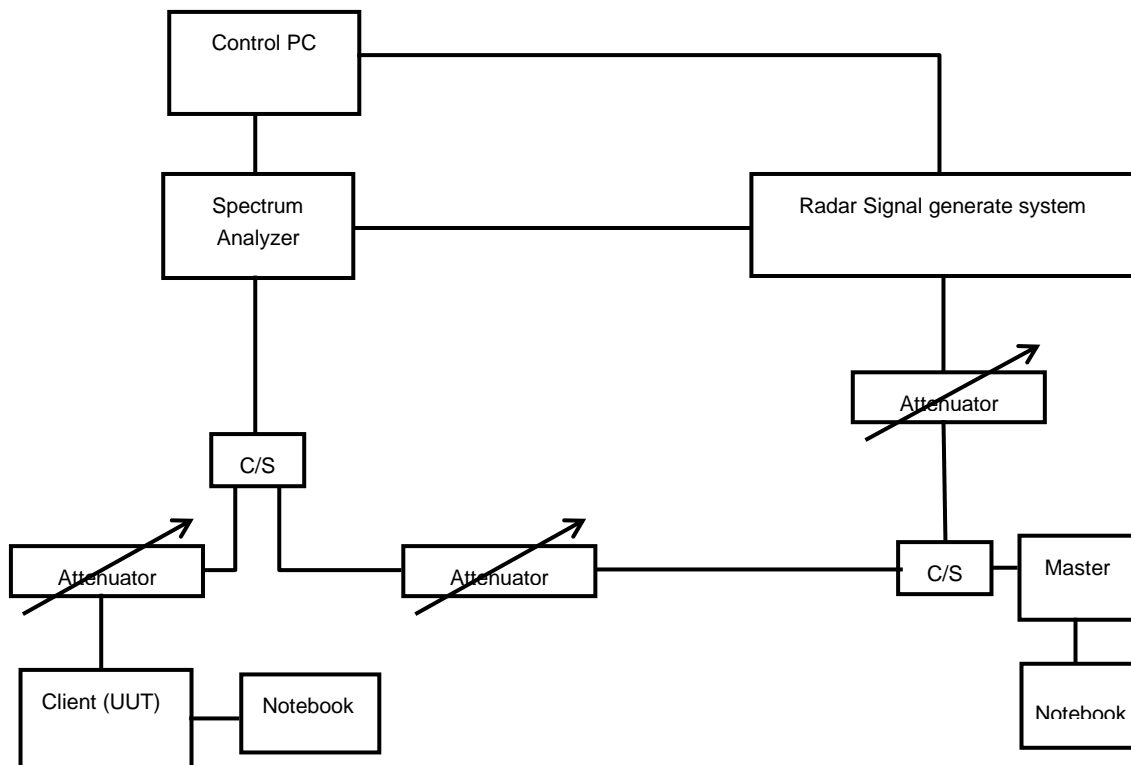 Control PC
Spectrum
Analyzer
Radar Signal generate system
Attenuator
C/S
Attenuator
Attenuator
C/S
Master
Client (UUT)
Notebook
Notebook